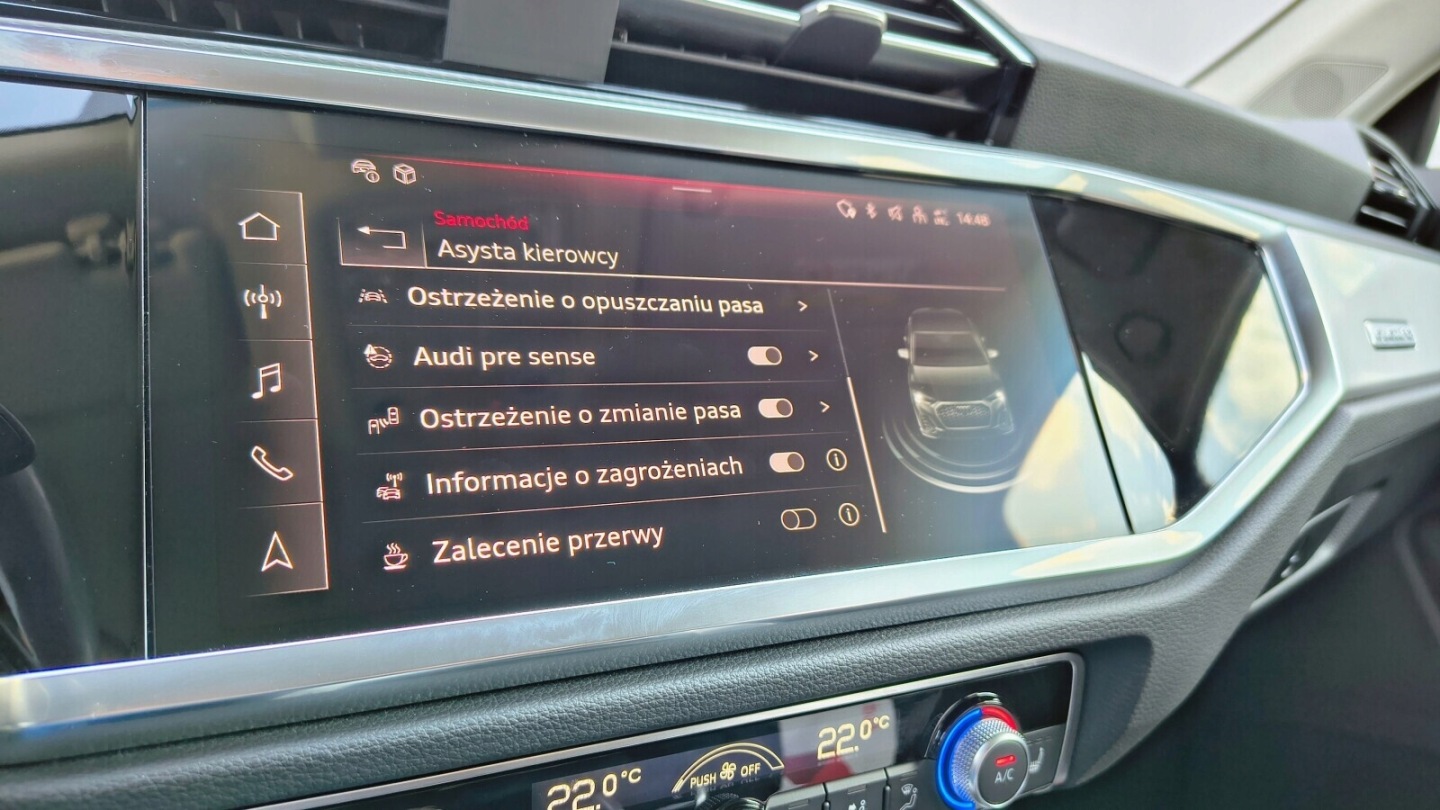 14:48
Samochód
Asysta kierowcy
Ostrzeżenie o opuszczaniu pasa
Audi pre sense
Ostrzeżenie o zmianie pasa
Informacje o zagrożeniach
Zalecenie przerwy
22.0°C
PUSH OFF
22.0°C
A/C